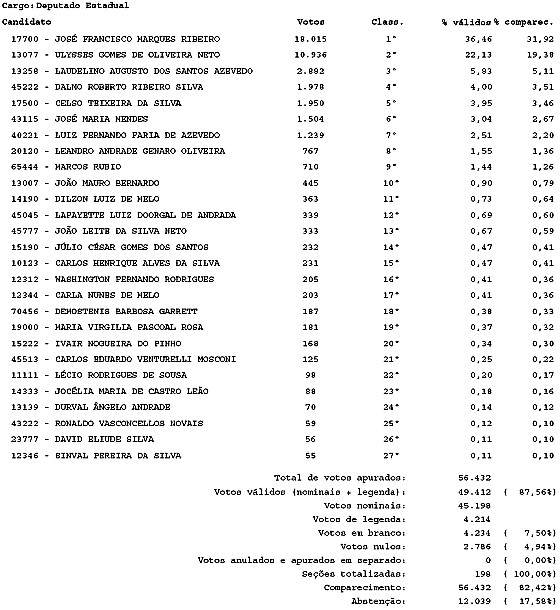 Cargo: Deputado Estadual
Candidato Votos Class. % válidos % comparec.
17700 - JOSÉ FRANCISCO MARQUES RIBEIRO 18.015 1° 36,46 31,92
13077 - ULYSSES GOMES DE OLIVEIRA NETO 10.936 2° 22,13 19,38
13258 - LAUDELINO AUGUSTO DOS SANTOS AZEVEDO 2.882 3° 5,83 5,11
45222 - DALMO ROBERTO RIBEIRO SILVA 1.978 4° 4,00 3,51
17500 - CELSO TEIXEIRA DA SILVA 1.950 5° 3,95 3,46
43115 - JOSÉ MARIA MENDES 1.504 6° 3,04 2,67
40221 - LUIZ FERNANDO FARIA DE AZEVEDO 1.239 7° 2,51 2,20
20120 - LEANDRO ANDRADE GENARO OLIVEIRA 767 8° 1,55 1,36
65444 - MARCOS RUBIO 710 9° 1,44 1,26
13007 - JOÃO MAURO BERNARDO 445 10° 0,90 0,79
14190 - DILZON LUIZ DE MELO 363 11° 0,73 0,64
45045 - LAFAYETTE LUIZ DOORGAL DE ANDRADA 339 12° 0,69 0,60
45777 - JOÃO LEITE DA SILVA NETO 333 13° 0,67 0,59
15190 - JÚLIO CÉSAR GOMES DOS SANTOS 232 14° 0,47 0,41
10123 - CARLOS HENRIQUE ALVES DA SILVA 231 15° 0,47 0,41
12312 - WASHINGTON FERNANDO RODRIGUES 205 16° 0,41 0,36
12344 - CARLA NUNES DE MELO 203 17° 0,41 0,36
70456 - DEMOSTENIS BARBOSA GARRETT 187 18° 0,38 0,33
19000 - MARIA VIRGILIA PASCOAL ROSA 181 19° 0,37 0,32
15222 - IVAIR NOGUEIRA DO PINHO 168 20° 0,34 0,30
45513 - CARLOS EDUARDO VENTURELLI MOSCONI 125 21° 0,25 0,22
11111 - LÉCIO RODRIGUES DE SOUSA 98 22° 0,20 0,17
14333 - JOCÉLIA MARIA DE CASTRO LEÃO 88 23° 0,18 0,16
13139 - DURVAL ÂNGELO ANDRADE 70 24° 0,14 0,12
43222 - RONALDO VASCONCELLOS NOVAIS 59 25° 0,12 0,10
23777 - DAVID ELIUDE SILVA 56 26° 0,11 0,10
12346 - SINVAL PEREIRA DA SILVA 55 27° 0,11 0,10
Total de votos apurados: 56.432
Votos válidos (nominais + legenda): 49.412 ( 87,56%)
Votos nominais: 45.198
Votos de legenda: 4.214
Votos em branco: 4.234 ( 7,50%)
Votos nulos: 2.786 ( 4,94%)
Votos anulados e apurados em separado: 0 ( 0,00%)
Seções totalizadas: 198 (100,00%)
Comparecimento: 56.432 ( 82,42%)
Abstenção: 12.039 ( 17,58%)